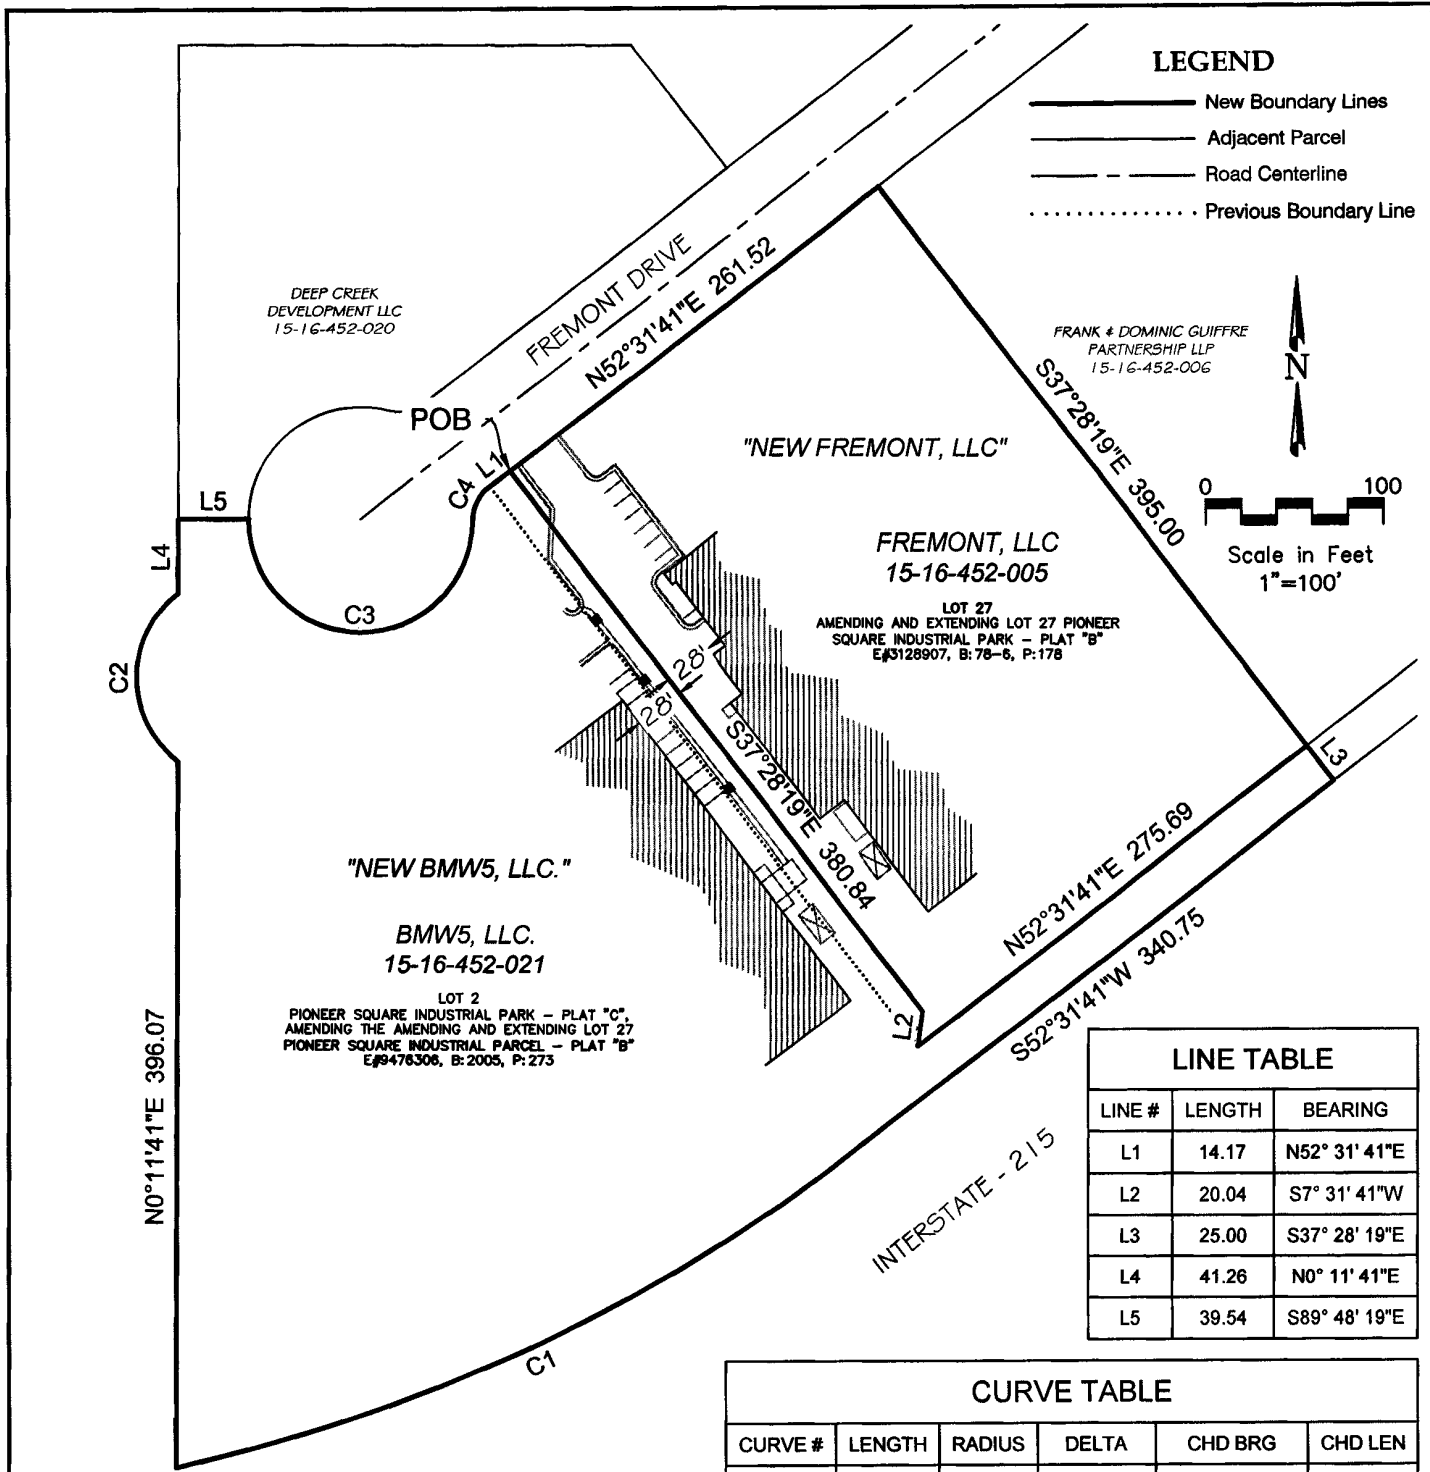 LEGEND
New Boundary Lines
Adjacent Parcel
Road Centerline
Previous Boundary Line
DEEP CREEK
DEVELOPMENT LLC
15-16-452-020
FREMONT DRIVE
N52°31'41"E 261.52
FRANK & DOMINIC GUIFFRE
PARTNERSHIP LLP
15-16-452-006
N
S37°28'19"E 395.00
POB
"NEW FREMONT, LLC"
C4
L1
L5
0 100
Scale in Feet
1"=100'
FREMONT, LLC
15-16-452-005
L4
LOT 27
AMENDING AND EXTENDING LOT 27 PIONEER
SQUARE INDUSTRIAL PARK - PLAT "B"
E#3128907, B:78-6, P:178
C3
C2
28'
28'
S37°28'19"E 380.84
L3
N52°31'41"E 275.69
"NEW BMW5, LLC."
BMW5, LLC.
15-16-452-021
LOT 2
PIONEER SQUARE INDUSTRIAL PARK - PLAT "C",
AMENDING THE AMENDING AND EXTENDING LOT 27
PIONEER SQUARE INDUSTRIAL PARCEL - PLAT "B"
E#9476306, B:2005, P:273
L2
S52°31'41"W 340.75
N0°11'41"E 396.07
INTERSTATE - 215
C1
LINE TABLE
LINE # LENGTH BEARING
L1 14.17 N52° 31' 41"E
L2 20.04 S7° 31' 41"W
L3 25.00 S37° 28' 19"E
L4 41.26 N0° 11' 41"E
L5 39.54 S89° 48' 19"E
CURVE TABLE
CURVE # LENGTH RADIUS DELTA CHD BRG CHD LEN